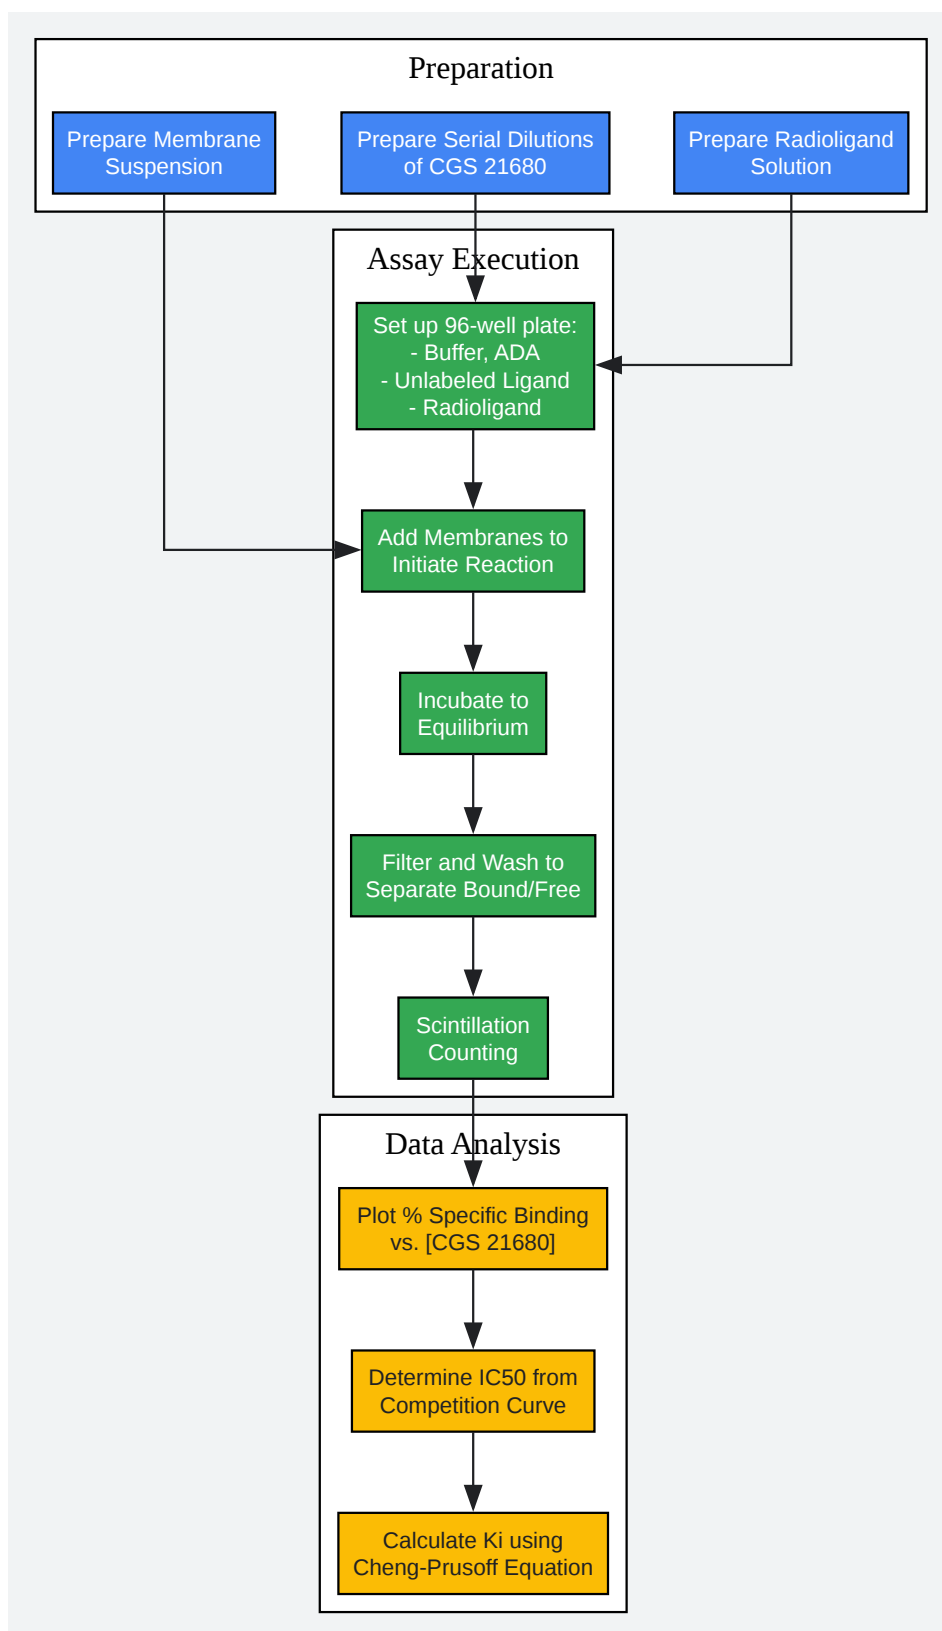 Preparation
Prepare Membrane
Suspension
Prepare Serial Dilutions
of CGS 21680
Prepare Radioligand
Solution
Assay Execution
Set up 96-well plate:
- Buffer, ADA
- Unlabeled Ligand
- Radioligand
Add Membranes to
Initiate Reaction
Incubate to
Equilibrium
Filter and Wash to
Separate Bound/Free
Scintillation
Counting
Data Analysis
Plot % Specific Binding
vs. [CGS 21680]
Determine IC50 from
Competition Curve
Calculate Ki using
Cheng-Prusoff Equation